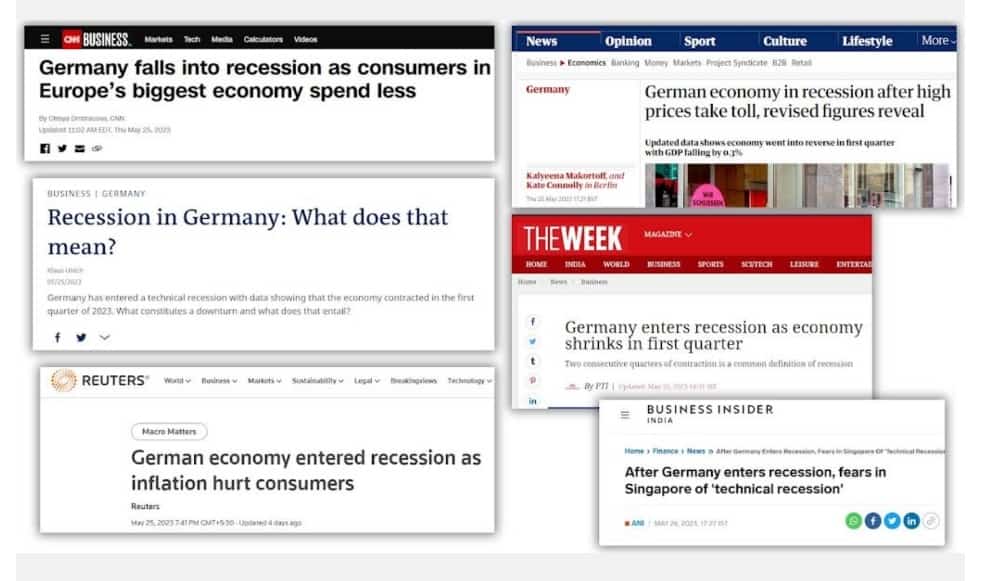 CNN BUSINESS Markets Tech Media Calculators Videos
Germany falls into recession as consumers in
Europe's biggest economy spend less
By Olesya Dmitracova, CNN
Updated 11:02 AM EDT, Thu May 25, 2023
BUSINESS | GERMANY
Recession in Germany: What does that
mean?
Klaus Ulrich
05/25/2023
Germany has entered a technical recession with data showing that the economy contracted in the first
quarter of 2023. What constitutes a downturn and what does that entail?
REUTERS® World Business Markets Sustainability Legal Breakingviews Technology
Macro Matters
German economy entered recession as
inflation hurt consumers
Reuters
May 25, 2023 7:41 PM GMT+5:30 · Updated 4 days ago
News Opinion Sport Culture Lifestyle More
Business ▸ Economics Banking Money Markets Project Syndicate B2B Retail
Germany
German economy in recession after high
prices take toll, revised figures reveal
Updated data shows economy went into reverse in first quarter
with GDP falling by 0.3%
Kalyeena Makortoff, and
Kate Connolly in Berlin
Thu 25 May 2023 17.21 BST
WIR
SCHLIESSEN
THE WEEK MAGAZINE
HOME INDIA WORLD BUSINESS SPORTS SCI/TECH LEISURE ENTERTAI
Home News Business
Germany enters recession as economy
shrinks in first quarter
Two consecutive quarters of contraction is a common definition of recession
By PTI | Updated: May 25, 2023
BUSINESS INSIDER
INDIA
Home › Finance › News » After Germany Enters Recession, Fears In Singapore Of 'Technical Recession
After Germany enters recession, fears in
Singapore of 'technical recession'
ANI / MAY 26, 2023, 17:27 IST